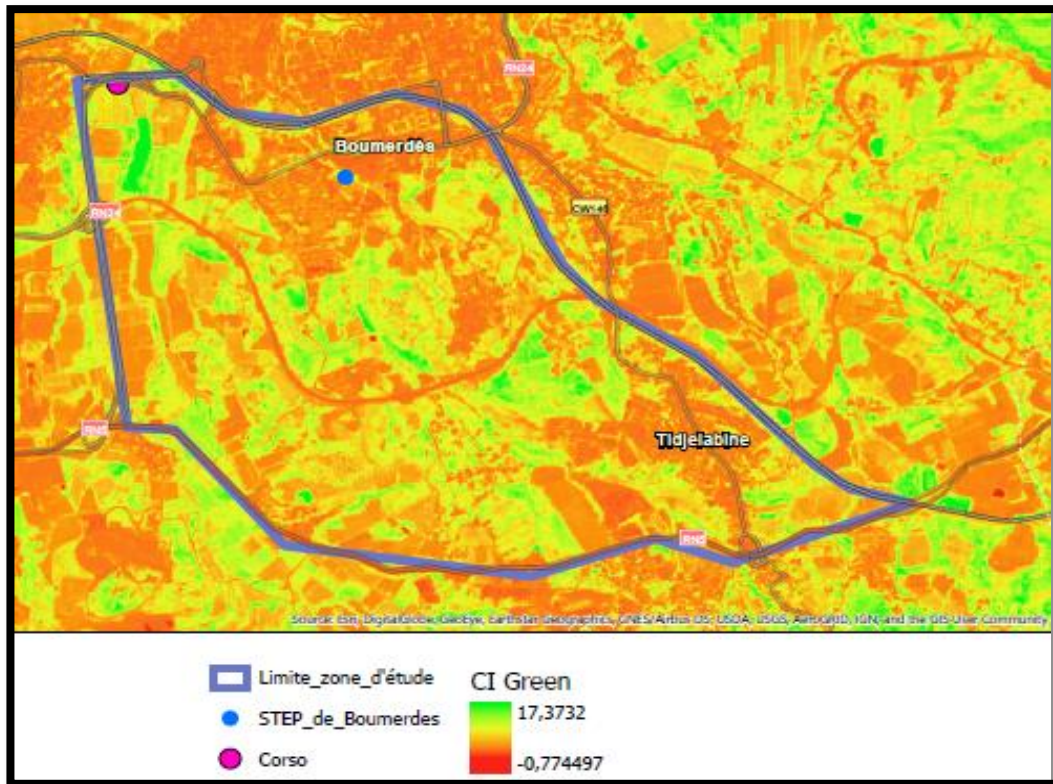 RN24
Boumerdès
CW146
RN24
RN5
Tidjelabine
RN5
Source: Esri, DigitalGlobe, GeoEye, Earthstar Geographics, CNES/Airbus DS, USDA, USGS, AeroGRID, IGN, and the GIS User Community
Limite_zone_d'étude
STEP_de_Boumerdes
Corso
CI Green
17,3732
-0,774497